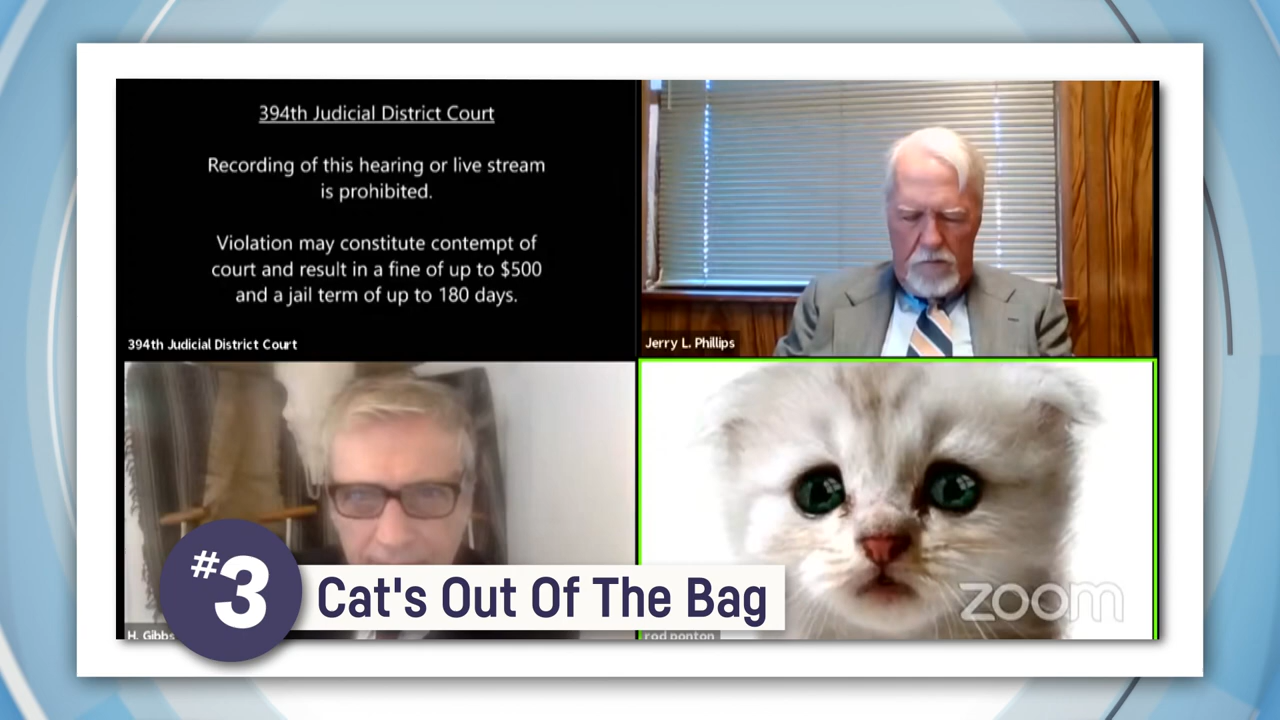 394th Judicial District Court
Recording of this hearing or live stream
is prohibited.
Violation may constitute contempt of
court and result in a fine of up to $500
and a jail term of up to 180 days.
394th Judicial District Court
Jerry L. Phillips
#3 Cat's Out Of The Bag
zoom
H. Gibbs
rod ponton